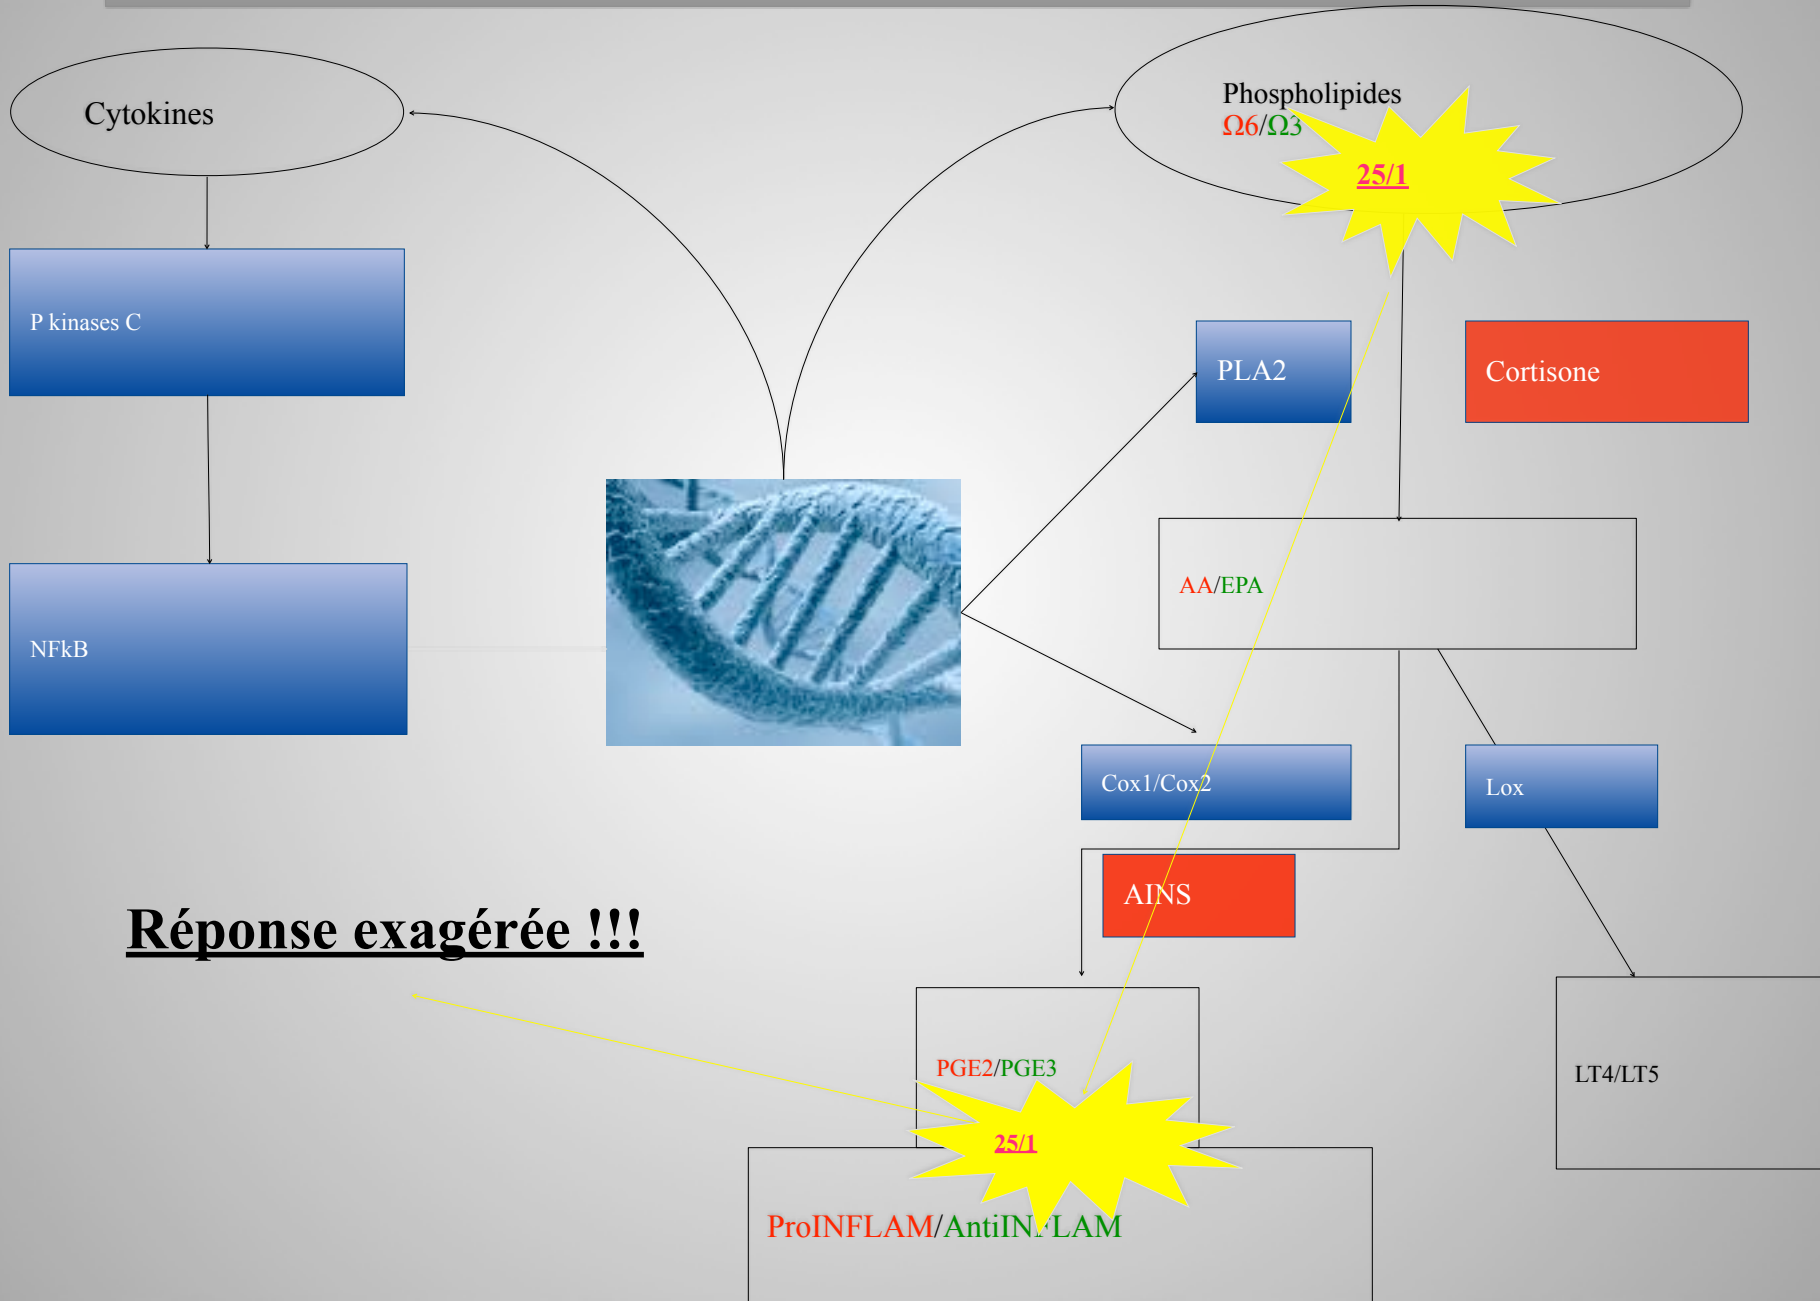 Cytokines
Phospholipides
Ω6/Ω3
25/1
P kinases C
PLA2
Cortisone
AA/EPA
NFkB
Cox1/Cox2
Lox
AINS
Réponse exagérée !!!
PGE2/PGE3
LT4/LT5
25/1
ProINFLAM/AntiINFLAM